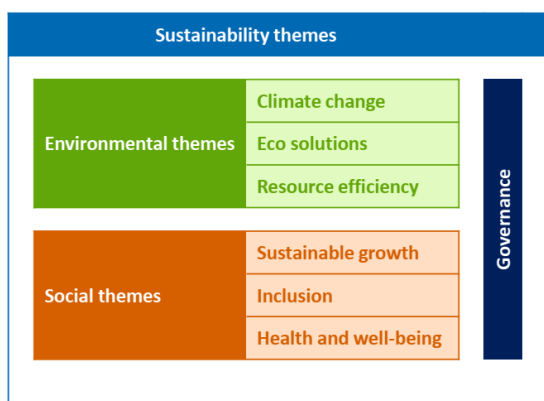 Sustainability themes
Environmental themes
Climate change
Eco solutions
Resource efficiency
Social themes
Sustainable growth
Inclusion
Health and well-being
Governance